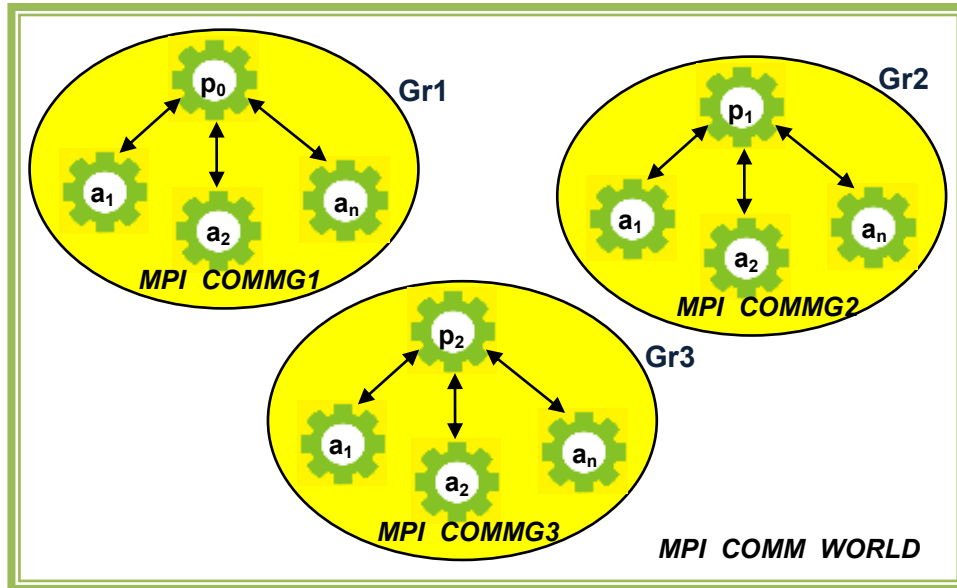 p₀
Gr1
a₁
a₂
aₙ
MPI COMMG1
p₁
Gr2
a₁
a₂
aₙ
MPI COMMG2
p₂
Gr3
a₁
a₂
aₙ
MPI COMMG3
MPI COMM WORLD